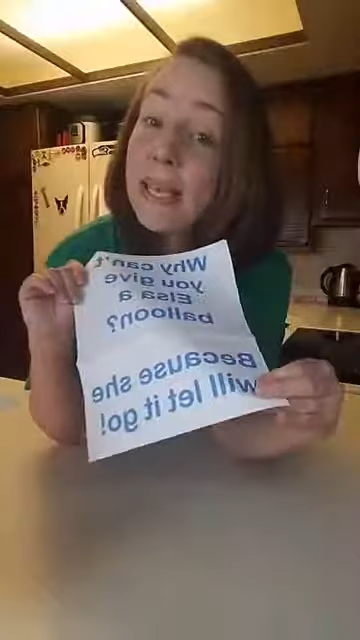 Why can't
you give
Elsa a
balloon?
Because she
will let it go!